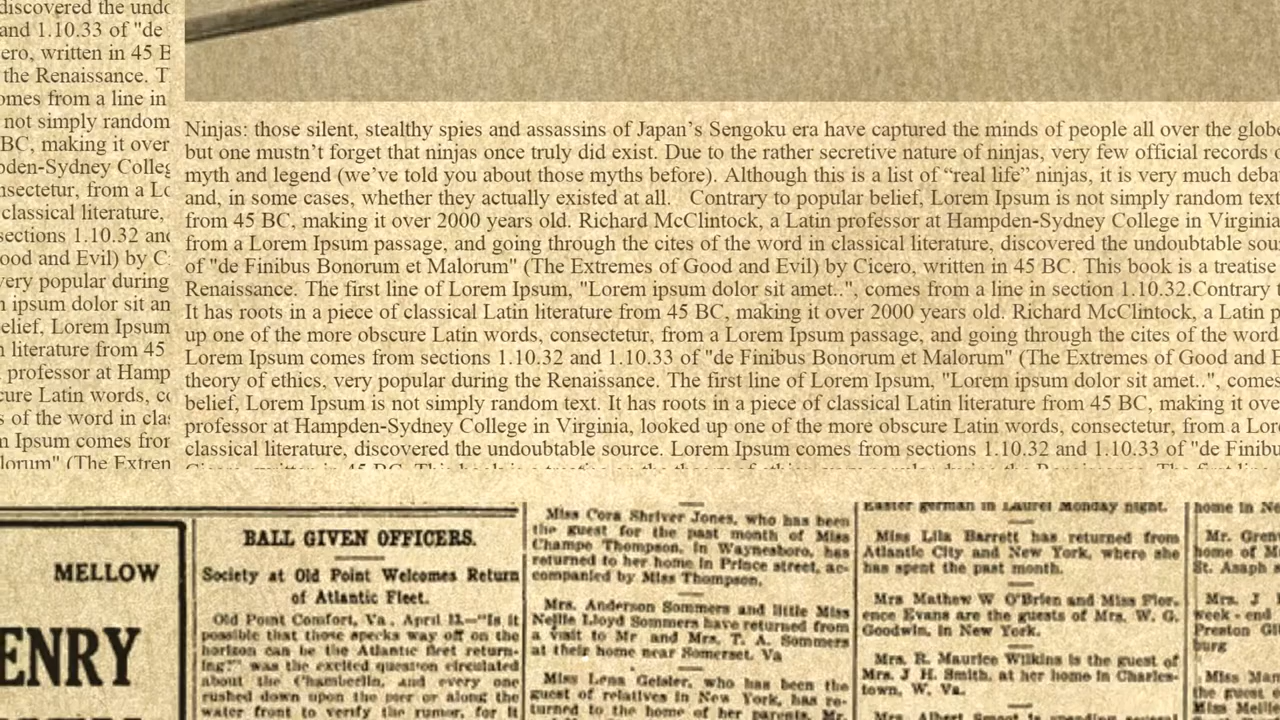 discovered the undo
and 1.10.33 of "de
ero, written in 45 B
the Renaissance. T
omes from a line in
not simply random
BC, making it over
pden-Sydney Colleg
nsectetur, from a Lo
classical literature,
sections 1.10.32 and
ood and Evil) by C
very popular during
n ipsum dolor sit an
elief, Lorem Ipsum
n literature from 45
professor at Hamp
cure Latin words, co
s of the word in clas
m Ipsum comes from
lorum" (The Extren
Ninjas: those silent, stealthy spies and assassins of Japan’s Sengoku era have captured the minds of people all over the globe
but one mustn’t forget that ninjas once truly did exist. Due to the rather secretive nature of ninjas, very few official records o
myth and legend (we’ve told you about those myths before). Although this is a list of “real life” ninjas, it is very much deba
and, in some cases, whether they actually existed at all. Contrary to popular belief, Lorem Ipsum is not simply random text
from 45 BC, making it over 2000 years old. Richard McClintock, a Latin professor at Hampden-Sydney College in Virginia
from a Lorem Ipsum passage, and going through the cites of the word in classical literature, discovered the undoubtable sou
of "de Finibus Bonorum et Malorum" (The Extremes of Good and Evil) by Cicero, written in 45 BC. This book is a treatise
Renaissance. The first line of Lorem Ipsum, "Lorem ipsum dolor sit amet..", comes from a line in section 1.10.32.Contrary t
It has roots in a piece of classical Latin literature from 45 BC, making it over 2000 years old. Richard McClintock, a Latin p
up one of the more obscure Latin words, consectetur, from a Lorem Ipsum passage, and going through the cites of the word
Lorem Ipsum comes from sections 1.10.32 and 1.10.33 of "de Finibus Bonorum et Malorum" (The Extremes of Good and E
theory of ethics, very popular during the Renaissance. The first line of Lorem Ipsum, "Lorem ipsum dolor sit amet..", comes
belief, Lorem Ipsum is not simply random text. It has roots in a piece of classical Latin literature from 45 BC, making it ove
professor at Hampden-Sydney College in Virginia, looked up one of the more obscure Latin words, consectetur, from a Lor
classical literature, discovered the undoubtable source. Lorem Ipsum comes from sections 1.10.32 and 1.10.33 of "de Finibu
MELLOW
ENRY
BALL GIVEN OFFICERS.
Society at Old Point Welcomes Return
of Atlantic Fleet.
Old Point Comfort, Va., April 13.—"Is it
possible that those specks way off on the
horizon can be the Atlantic fleet return-
ing?" was the excited question circulated
about the Chamberlin, and every one
rushed down upon the pier or along the
water front to verify the rumor, for it
Miss Cora Shriver Jones, who has been
the guest for the past month of Miss
Champe Thompson, in Waynesboro, has
returned to her home in Prince street, ac-
companied by Miss Thompson.
Mrs. Anderson Sommers and little Miss
Nellie Lloyd Sommers have returned from
a visit to Mr and Mrs. T. A. Sommers
at their home near Somerset, Va
Miss Lena Geisler, who has been the
guest of relatives in New York, has re-
turned to the home of her parents, Mr.
Easter german in Laurel Monday night.
Miss Lila Barrett has returned from
Atlantic City and New York, where she
has spent the past month.
Mrs Mathew W O'Brien and Miss Flor-
ence Evans are the guests of Mrs. W. G.
Goodwin, in New York.
Mrs. R. Maurice Wilkins is the guest of
Mrs. J H. Smith, at her home in Charles-
town, W. Va.
home in Ne
Mr. Gren
home of M
St. Asaph s
Mrs. J
week-end
Preston Gil
burg
Miss Mar
the guest o
Miss Mellie